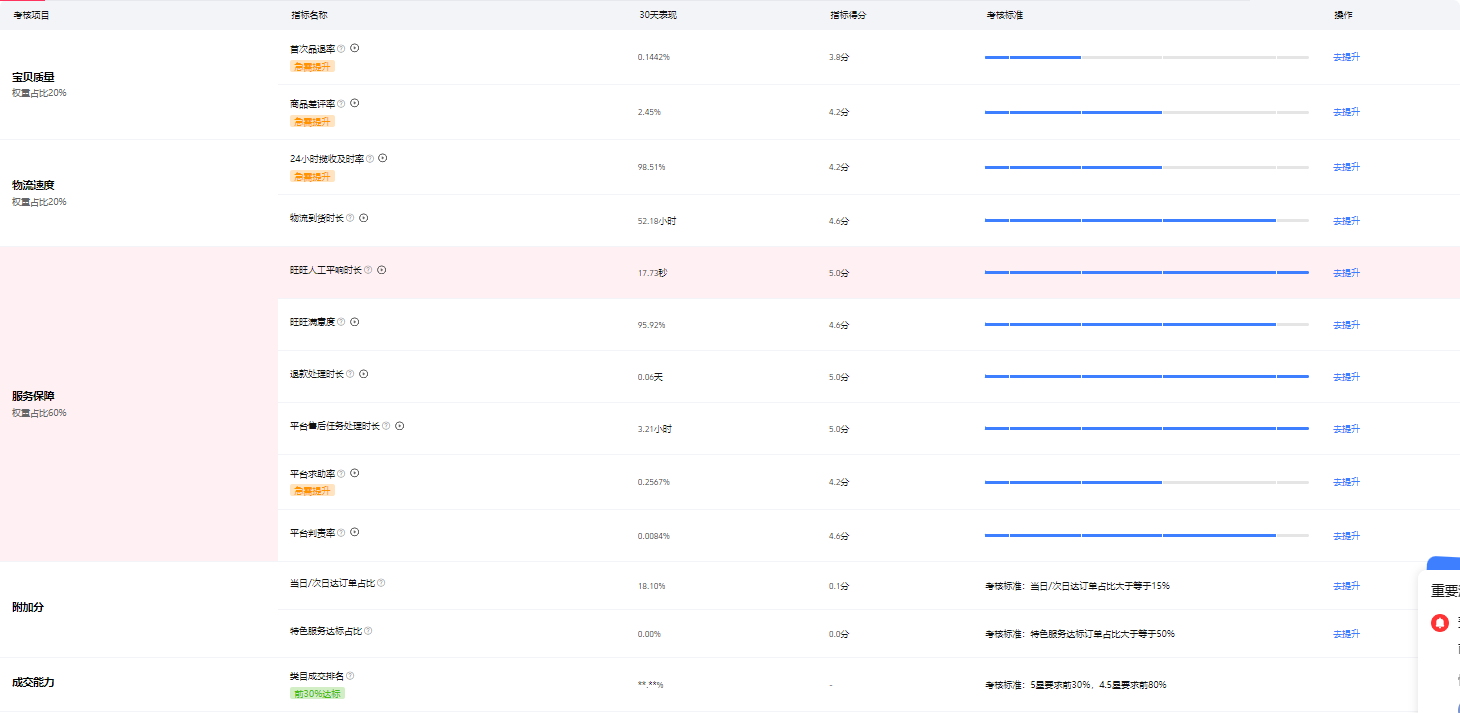 考核项目 指标名称 30天表现 指标得分 考核标准 操作
宝贝质量
权重占比20%
首次品退率 0.1442% 3.8分 去提升
急需提升
商品差评率 2.45% 4.2分 去提升
急需提升
物流速度
权重占比20%
24小时揽收及时率 98.51% 4.2分 去提升
急需提升
物流到货时长 52.18小时 4.6分 去提升
服务保障
权重占比60%
旺旺人工平响时长 17.73秒 5.0分 去提升
旺旺满意度 95.92% 4.6分 去提升
退款处理时长 0.06天 5.0分 去提升
平台售后任务处理时长 3.21小时 5.0分 去提升
平台求助率 0.2567% 4.2分 去提升
急需提升
平台判责率 0.0084% 4.6分 去提升
附加分
当日/次日达订单占比 18.10% 0.1分 考核标准：当日/次日达订单占比大于等于15% 去提升
特色服务达标占比 0.00% 0.0分 考核标准：特色服务达标订单占比大于等于50% 去提升
成交能力
类目成交排名 **.**% - 考核标准：5星要求前30%，4.5星要求前80%
前30%达标
重要